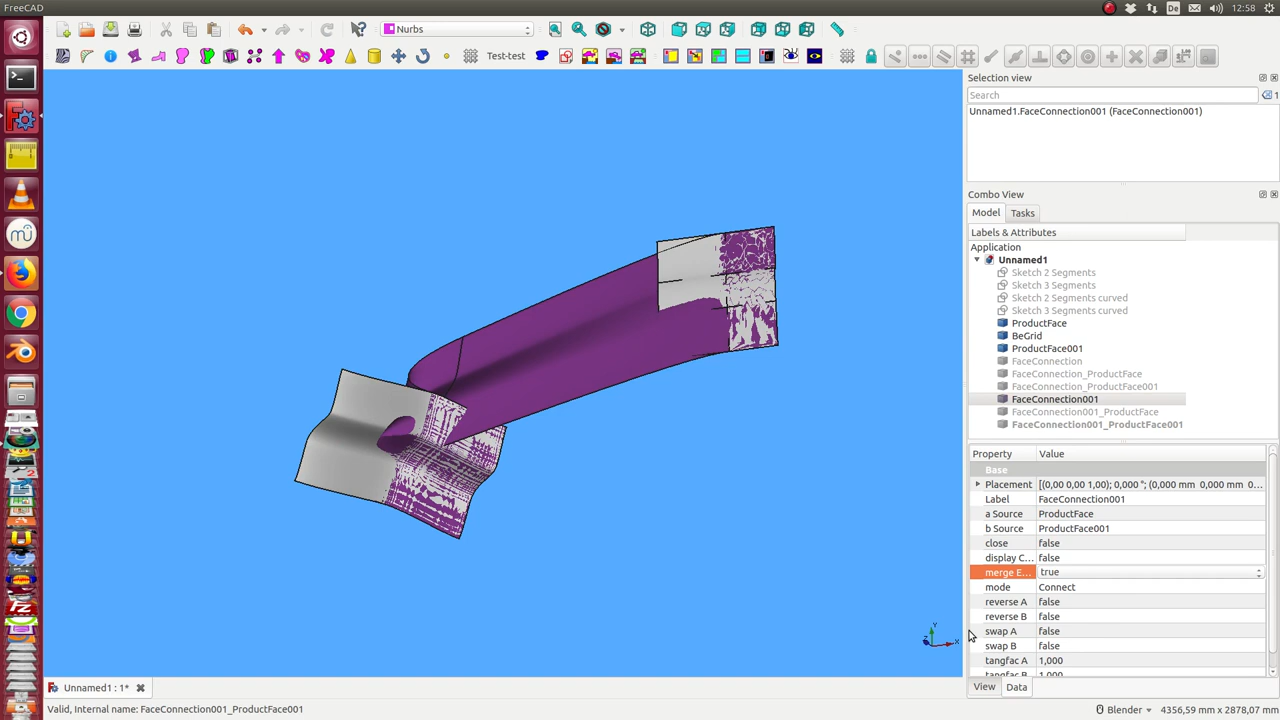 FreeCAD
De
12:58
Nurbs
Test-test
Selection view
Search
1
Unnamed1.FaceConnection001 (FaceConnection001)
Combo View
Model
Tasks
Labels & Attributes
Application
Unnamed1
Sketch 2 Segments
Sketch 3 Segments
Sketch 2 Segments curved
Sketch 3 Segments curved
ProductFace
BeGrid
ProductFace001
FaceConnection
FaceConnection_ProductFace
FaceConnection_ProductFace001
FaceConnection001
FaceConnection001_ProductFace
FaceConnection001_ProductFace001
Property Value
Base
Placement [(0,00 0,00 1,00); 0,000 °; (0,000 mm 0,000 mm 0...
Label FaceConnection001
a Source ProductFace
b Source ProductFace001
close false
display C... false
merge E... true
mode Connect
reverse A false
reverse B false
swap A false
swap B false
tangfac A 1,000
tangfac B 1,000
Y
X
View
Data
Unnamed1 : 1*
Valid, Internal name: FaceConnection001_ProductFace001
Blender
4356,59 mm x 2878,07 mm